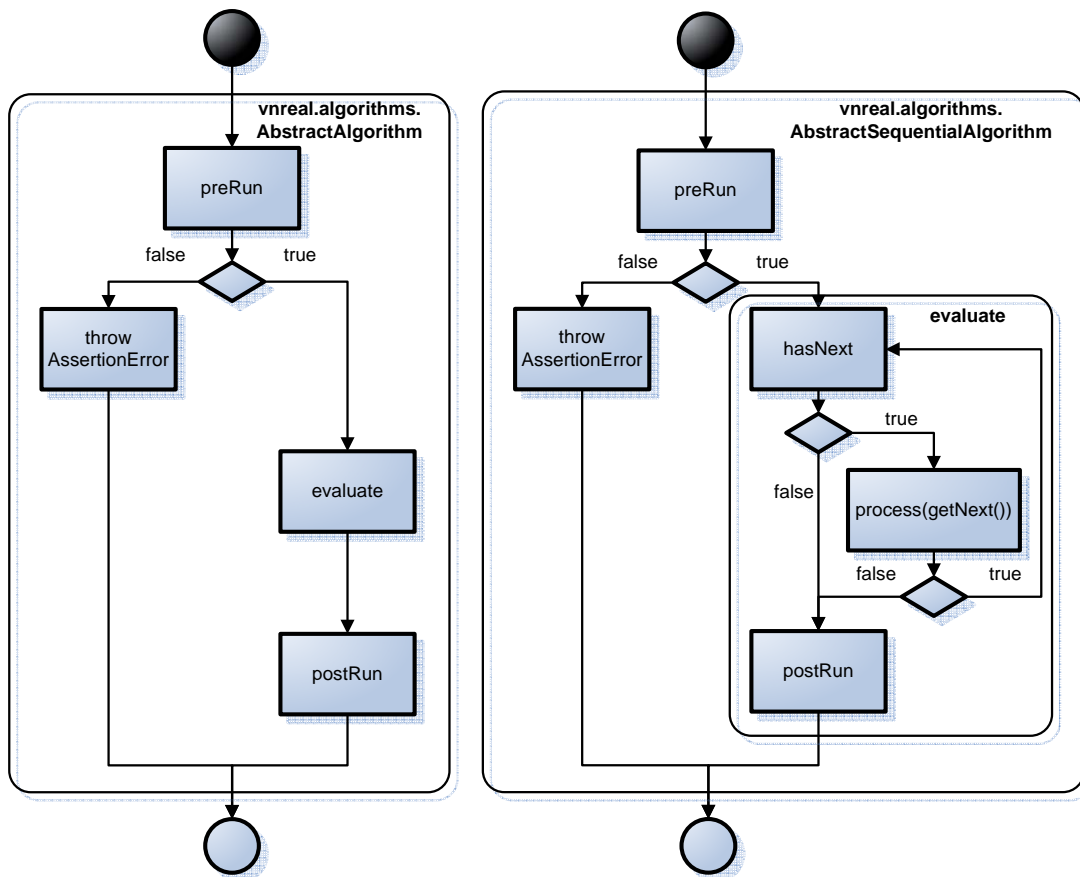 vnreal.algorithms.
AbstractAlgorithm
preRun
false
true
throw
AssertionError
evaluate
postRun
vnreal.algorithms.
AbstractSequentialAlgorithm
preRun
false
true
throw
AssertionError
evaluate
hasNext
true
false
process(getNext())
false
true
postRun